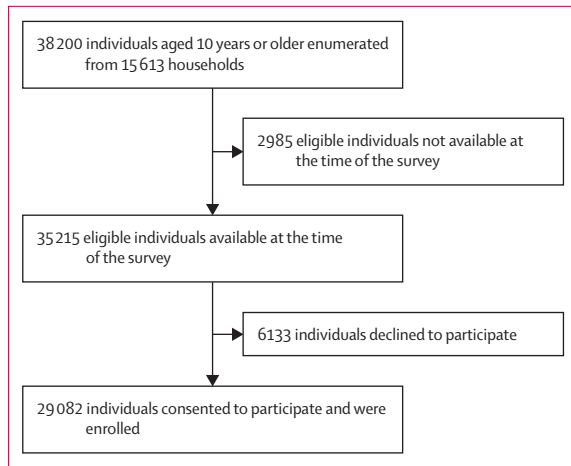 38 200 individuals aged 10 years or older enumerated
from 15 613 households
2985 eligible individuals not available at
the time of the survey
35 215 eligible individuals available at the time
of the survey
6133 individuals declined to participate
29 082 individuals consented to participate and were
enrolled